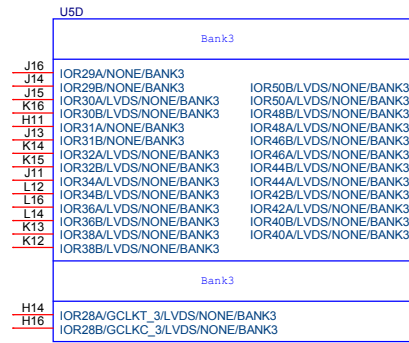 U5D
Bank3
J16 IOR29A/NONE/BANK3
J14 IOR29B/NONE/BANK3 IOR50B/LVDS/NONE/BANK3
J15 IOR30A/LVDS/NONE/BANK3 IOR50A/LVDS/NONE/BANK3
K16 IOR30B/LVDS/NONE/BANK3 IOR48B/LVDS/NONE/BANK3
H11 IOR31A/NONE/BANK3 IOR48A/LVDS/NONE/BANK3
J13 IOR31B/NONE/BANK3 IOR46B/LVDS/NONE/BANK3
K14 IOR32A/LVDS/NONE/BANK3 IOR46A/LVDS/NONE/BANK3
K15 IOR32B/LVDS/NONE/BANK3 IOR44B/LVDS/NONE/BANK3
J11 IOR34A/LVDS/NONE/BANK3 IOR44A/LVDS/NONE/BANK3
L12 IOR34B/LVDS/NONE/BANK3 IOR42B/LVDS/NONE/BANK3
L16 IOR36A/LVDS/NONE/BANK3 IOR42A/LVDS/NONE/BANK3
L14 IOR36B/LVDS/NONE/BANK3 IOR40B/LVDS/NONE/BANK3
K13 IOR38A/LVDS/NONE/BANK3 IOR40A/LVDS/NONE/BANK3
K12 IOR38B/LVDS/NONE/BANK3
Bank3
H14 IOR28A/GCLKT_3/LVDS/NONE/BANK3
H16 IOR28B/GCLKC_3/LVDS/NONE/BANK3